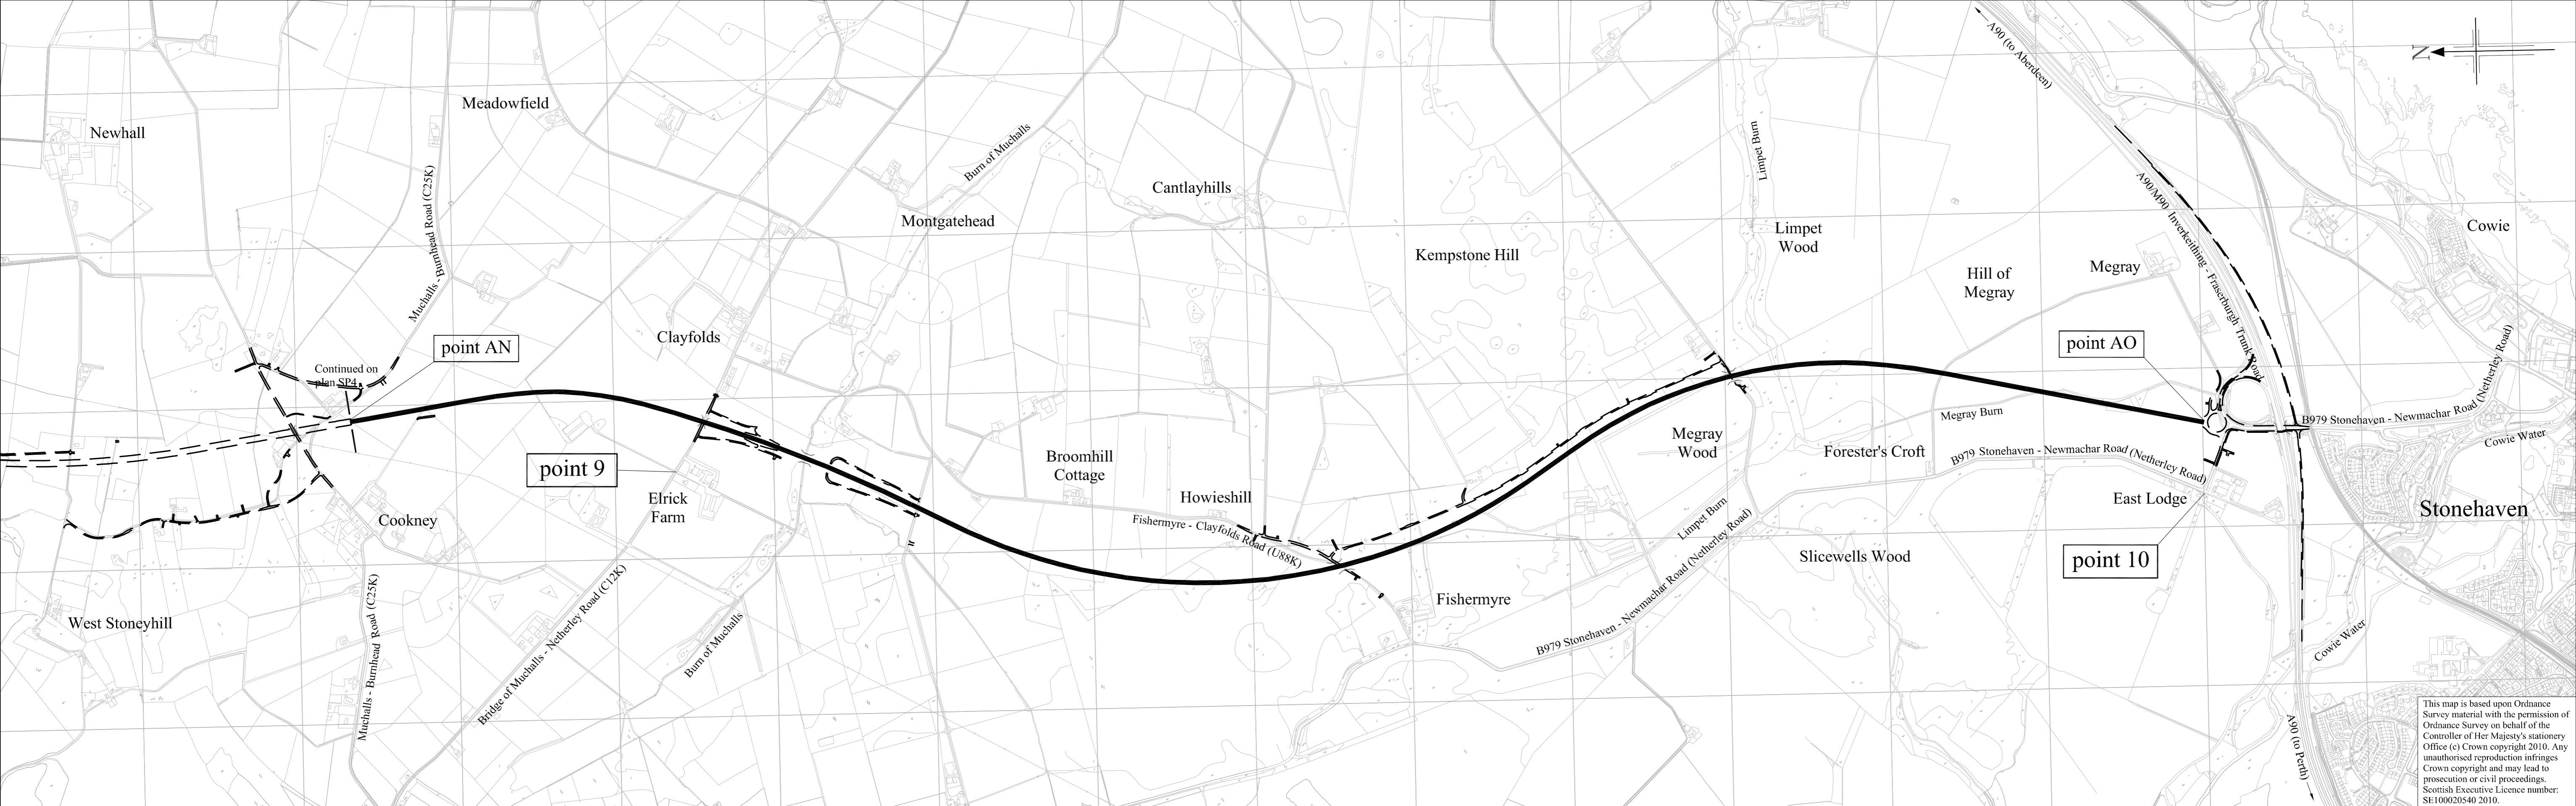 Newhall
Meadowfield
Muchalls - Burnhead Road (C25K)
Continued on
plan SP4
point AN
Clayfolds
point 9
Elrick
Farm
Cookney
West Stoneyhill
Muchalls - Burnhead Road (C25K)
Bridge of Muchalls - Netherley Road (C12K)
Burn of Muchalls
Burn of Muchalls
Montgatehead
Cantlayhills
Broomhill
Cottage
Howieshill
Fishermyre - Clayfolds Road (U88K)
Kempstone Hill
Fishermyre
B979 Stonehaven - Newmachar Road (Netherley Road)
Limpet Burn
Limpet Burn
Limpet
Wood
Megray
Wood
Forester's Croft
Slicewells Wood
Megray Burn
B979 Stonehaven - Newmachar Road (Netherley Road)
Hill of
Megray
Megray
A90 (to Aberdeen)
A90/M90 Inverkeithing - Fraserburgh Trunk Road
point AO
East Lodge
point 10
B979 Stonehaven - Newmachar Road (Netherley Road)
Cowie
Cowie Water
Cowie Water
Stonehaven
A90 (to Perth)
N
This map is based upon Ordnance
Survey material with the permission of
Ordnance Survey on behalf of the
Controller of Her Majesty's stationery
Office (c) Crown copyright 2010. Any
unauthorised reproduction infringes
Crown copyright and may lead to
prosecution or civil proceedings.
Scottish Executive Licence number:
SE100020540 2010.